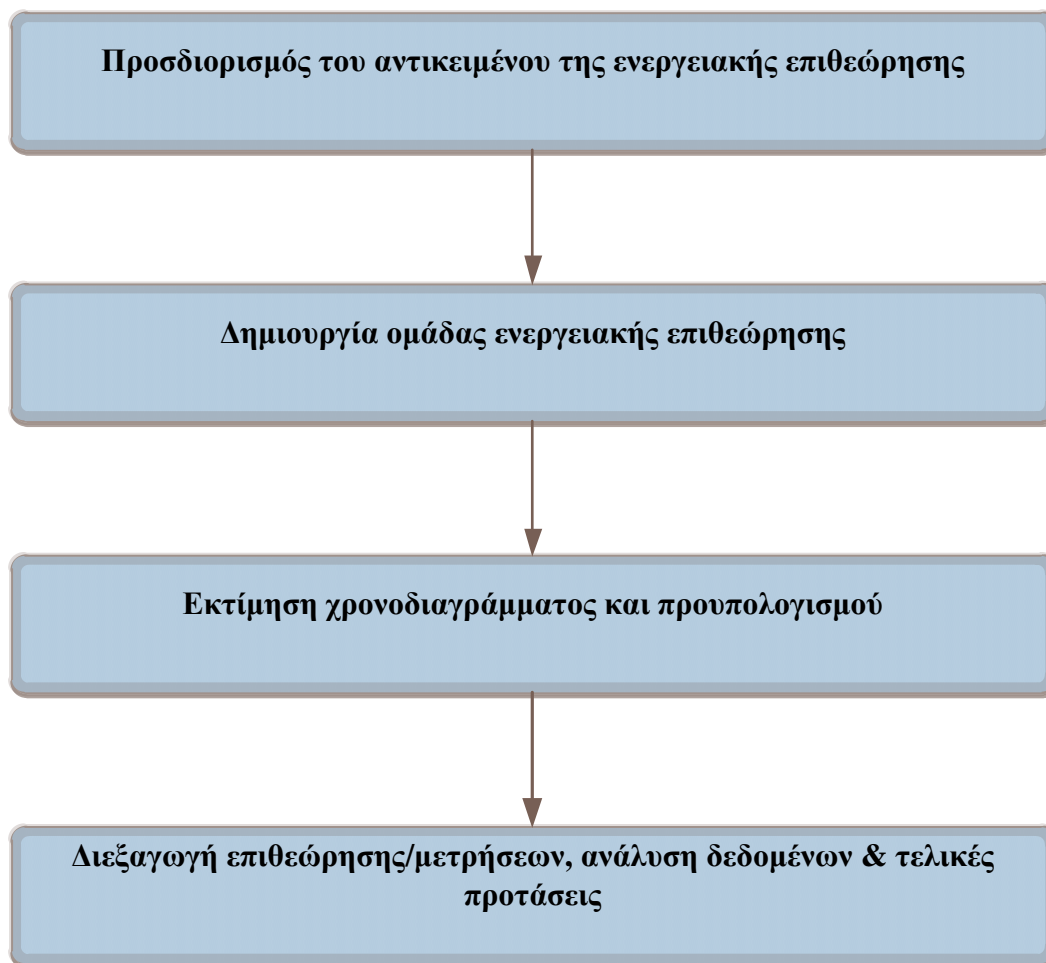 Προσδιορισμός του αντικειμένου της ενεργειακής επιθεώρησης
Δημιουργία ομάδας ενεργειακής επιθεώρησης
Εκτίμηση χρονοδιαγράμματος και προυπολογισμού
Διεξαγωγή επιθεώρησης/μετρήσεων, ανάλυση δεδομένων & τελικές
προτάσεις